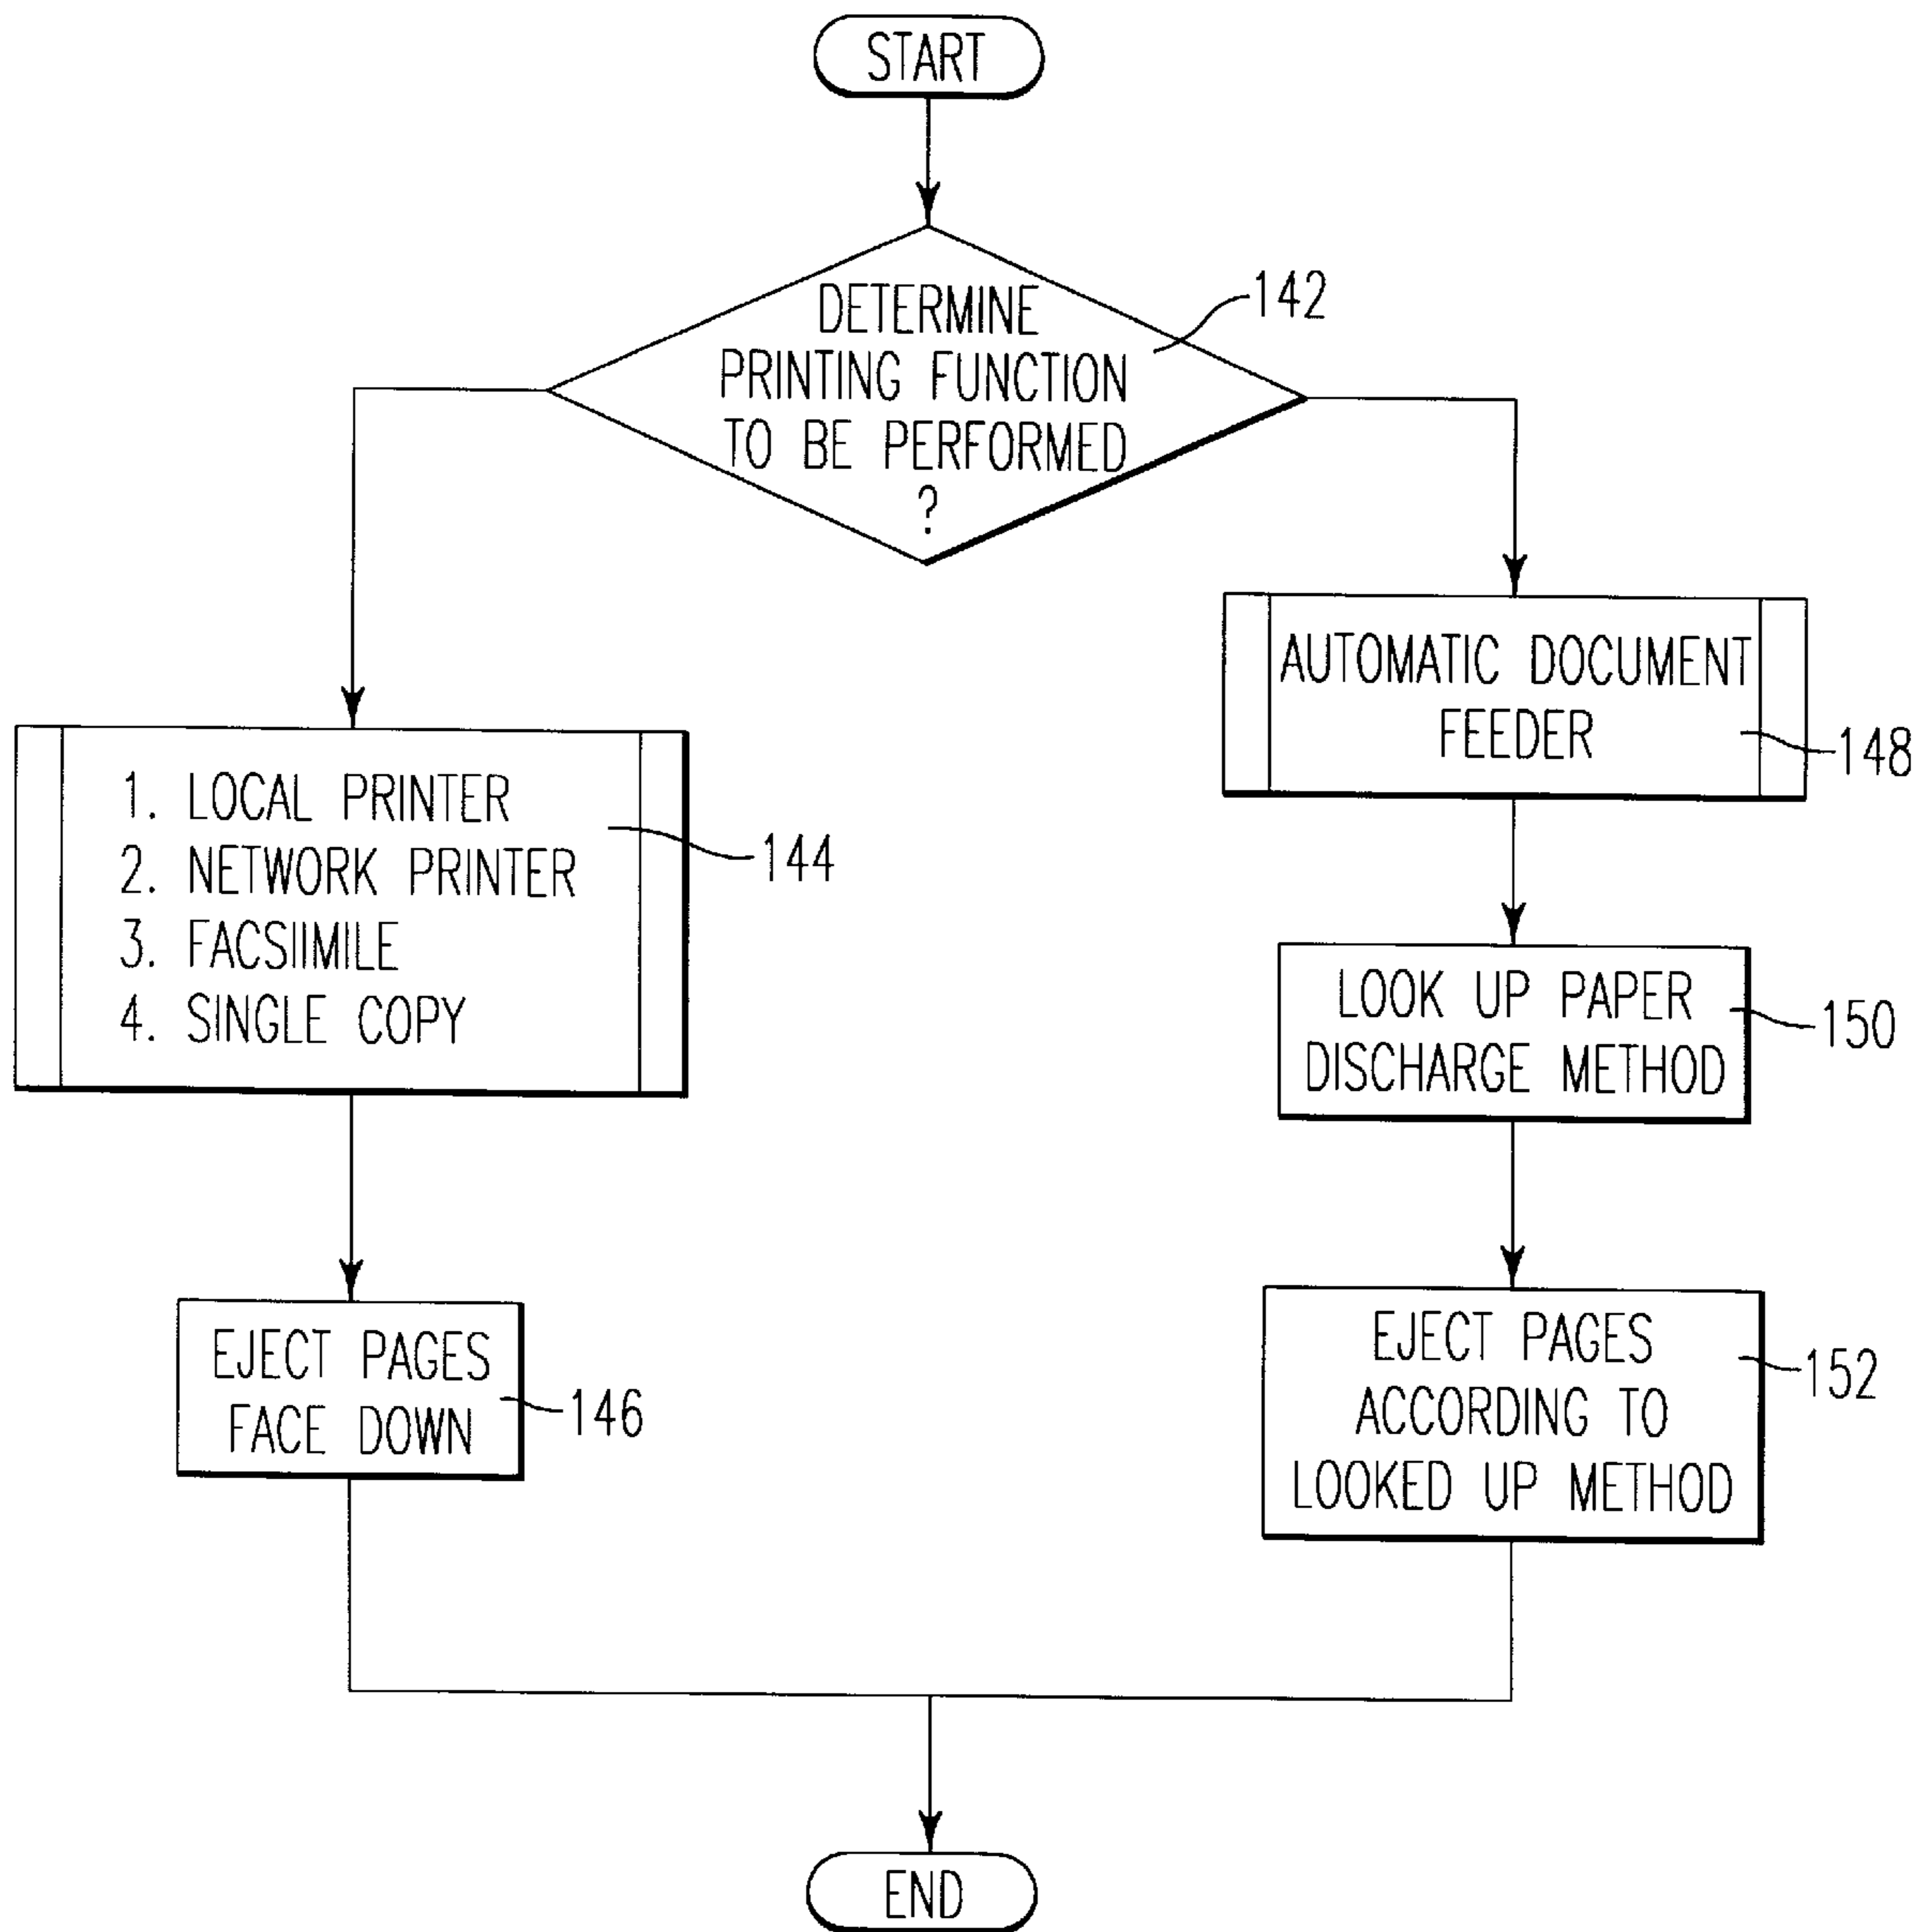 START
DETERMINE
PRINTING FUNCTION
TO BE PERFORMED
?
142
1. LOCAL PRINTER
2. NETWORK PRINTER
3. FACSIIMILE
4. SINGLE COPY
144
EJECT PAGES
FACE DOWN
146
AUTOMATIC DOCUMENT
FEEDER
148
LOOK UP PAPER
DISCHARGE METHOD
150
EJECT PAGES
ACCORDING TO
LOOKED UP METHOD
152
END